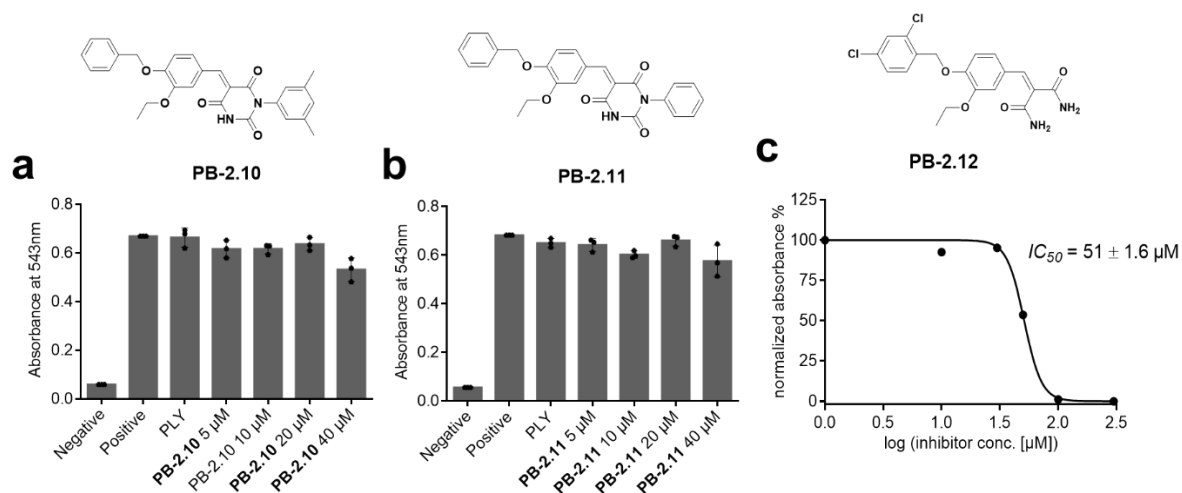 O
O
O
O
N
HN
O
O
O
O
O
N
HN
O
Cl
Cl
O
O
O
O
NH2
NH2
a
PB-2.10
b
PB-2.11
c
PB-2.12
Absorbance at 543nm
0.8
0.6
0.4
0.2
0.0
Negative
Positive
PLY
PB-2.10 5 µM
PB-2.10 10 µM
PB-2.10 20 µM
PB-2.10 40 µM
Absorbance at 543nm
0.8
0.6
0.4
0.2
0.0
Negative
Positive
PLY
PB-2.11 5 µM
PB-2.11 10 µM
PB-2.11 20 µM
PB-2.11 40 µM
normalized absorbance %
125
100
75
50
25
0
IC50 = 51 ± 1.6 µM
0.0
0.5
1.0
1.5
2.0
2.5
log (inhibitor conc. [µM])